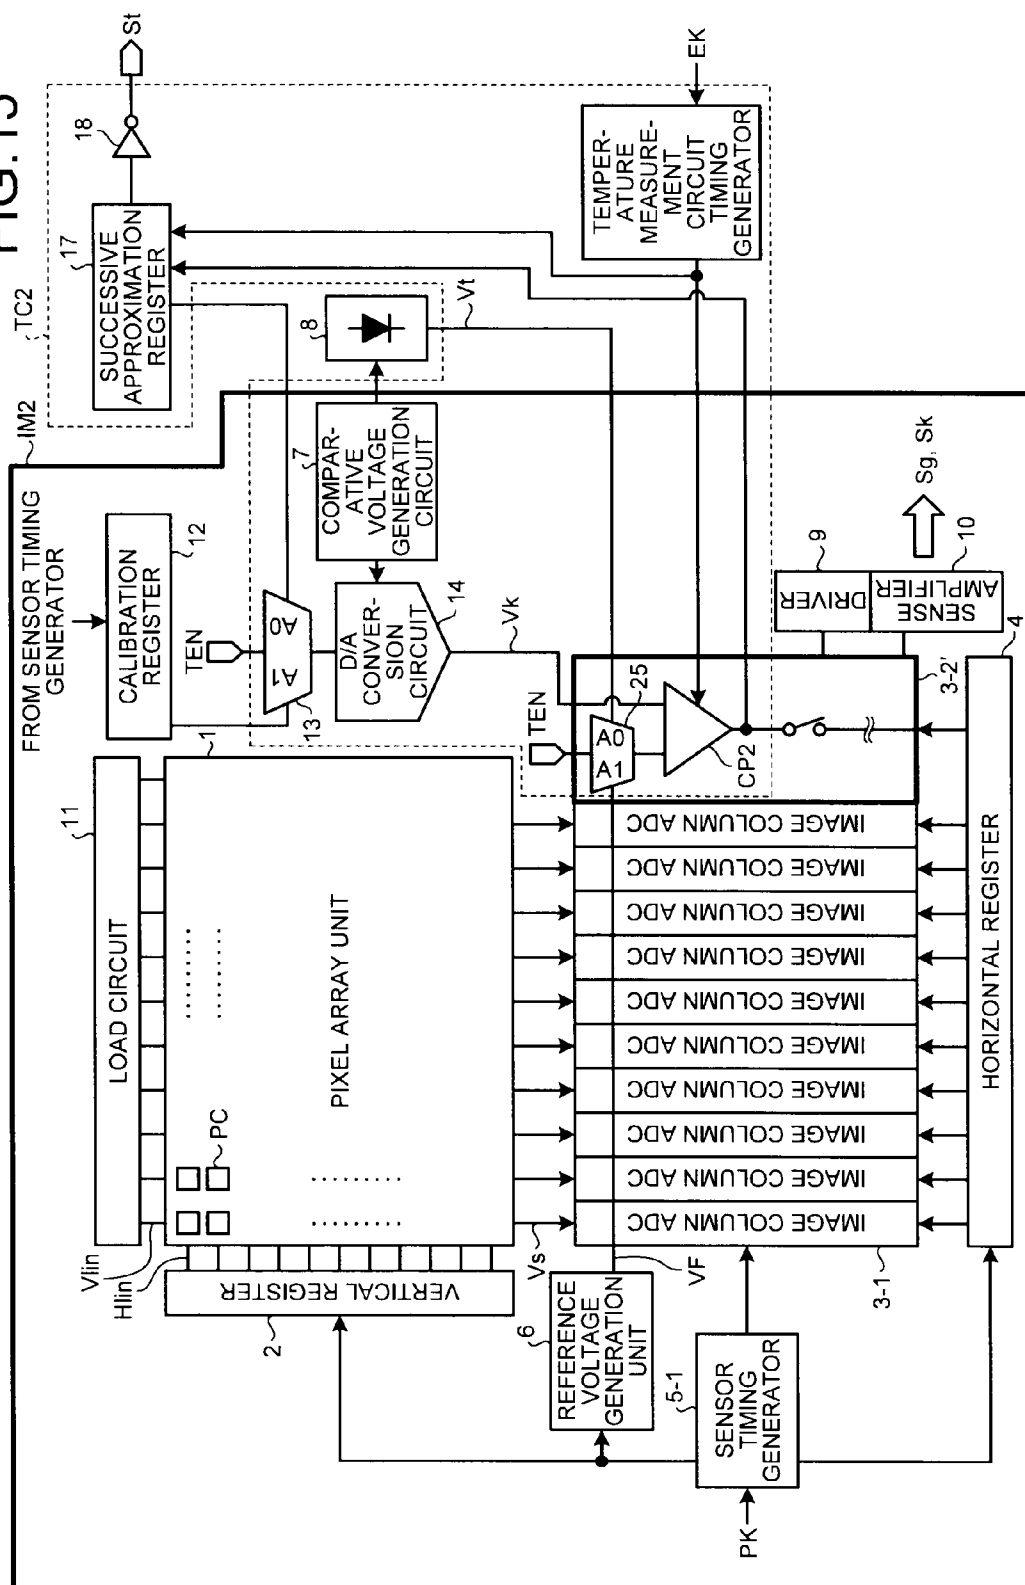 FIG.15
IM2
TC2
FROM SENSOR TIMING
GENERATOR
CALIBRATION
REGISTER
12
17
SUCCESSIVE
APPROXIMATION
REGISTER
18
St
11
LOAD CIRCUIT
Vlin
Hlin
1
PIXEL ARRAY UNIT
PC
2
VERTICAL REGISTER
TEN
A1
A0
13
D/A
CONVER-
SION
CIRCUIT
14
7
COMPAR-
ATIVE
VOLTAGE
GENERATION
CIRCUIT
8
Vt
Vk
TEMPER-
ATURE
MEASURE-
MENT
CIRCUIT
TIMING
GENERATOR
EK
6
REFERENCE
VOLTAGE
GENERATION
UNIT
VF
Vs
TEN
A1
A0
25
CP2
IMAGE COLUMN ADC
IMAGE COLUMN ADC
IMAGE COLUMN ADC
IMAGE COLUMN ADC
IMAGE COLUMN ADC
IMAGE COLUMN ADC
IMAGE COLUMN ADC
IMAGE COLUMN ADC
IMAGE COLUMN ADC
IMAGE COLUMN ADC
3-1
3-2'
9
DRIVER
SENSE
AMPLIFIER
10
Sg, Sk
PK
5-1
SENSOR
TIMING
GENERATOR
HORIZONTAL REGISTER
4